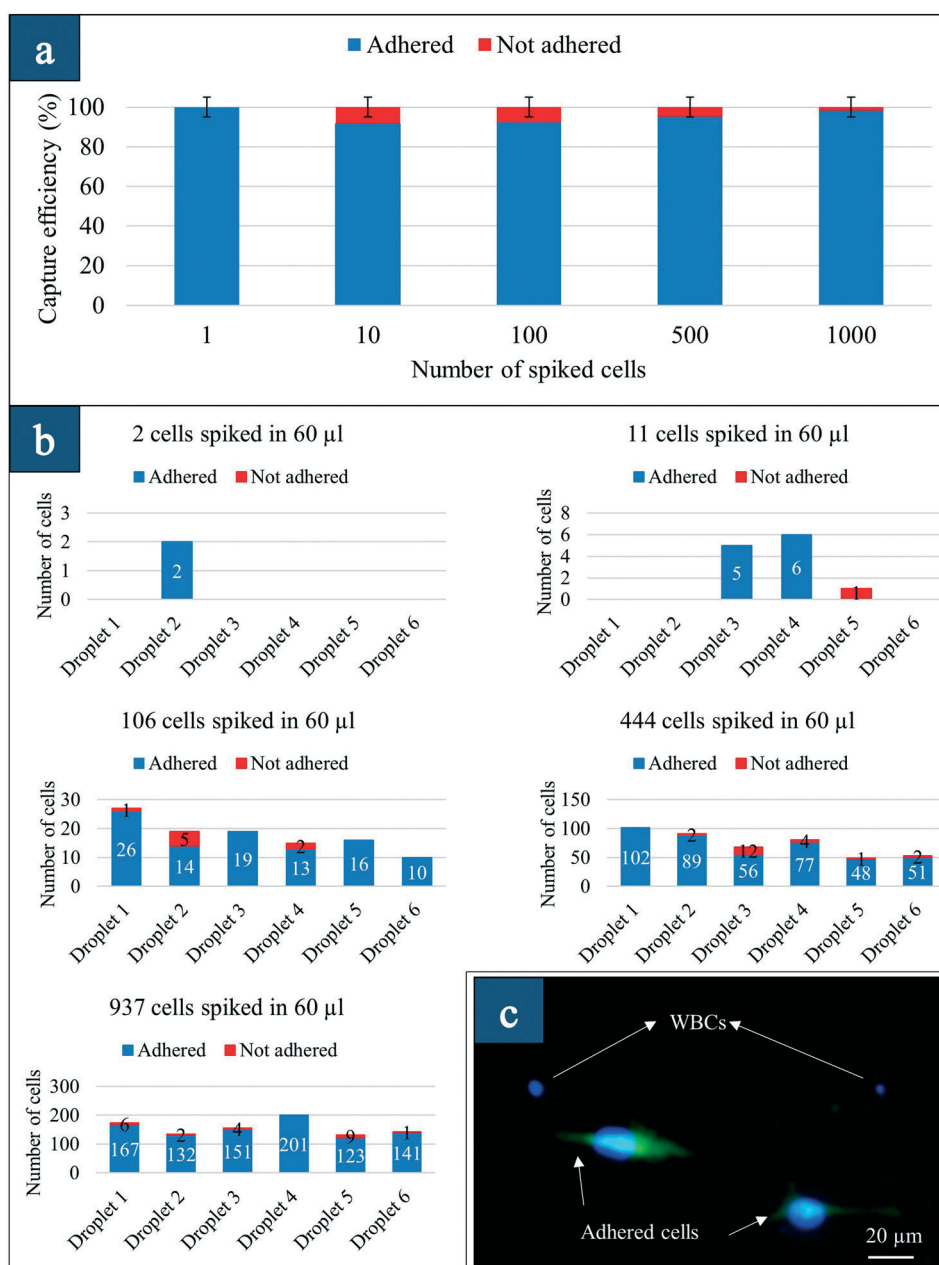 a
Adhered Not adhered
Capture efficiency (%)
100
80
60
40
20
0
1 10 100 500 1000
Number of spiked cells
b
2 cells spiked in 60 µl
Adhered Not adhered
Number of cells
3
2
1
0
2
Droplet 1 Droplet 2 Droplet 3 Droplet 4 Droplet 5 Droplet 6
11 cells spiked in 60 µl
Adhered Not adhered
Number of cells
8
6
4
2
0
5 6 1
Droplet 1 Droplet 2 Droplet 3 Droplet 4 Droplet 5 Droplet 6
106 cells spiked in 60 µl
Adhered Not adhered
Number of cells
30
20
10
0
1 5 2
26 14 19 13 16 10
Droplet 1 Droplet 2 Droplet 3 Droplet 4 Droplet 5 Droplet 6
444 cells spiked in 60 µl
Adhered Not adhered
Number of cells
150
100
50
0
2 12 4 1 2
102 89 56 77 48 51
Droplet 1 Droplet 2 Droplet 3 Droplet 4 Droplet 5 Droplet 6
937 cells spiked in 60 µl
Adhered Not adhered
Number of cells
300
200
100
0
6 2 4 9 1
167 132 151 201 123 141
Droplet 1 Droplet 2 Droplet 3 Droplet 4 Droplet 5 Droplet 6
c
WBCs
Adhered cells
20 µm